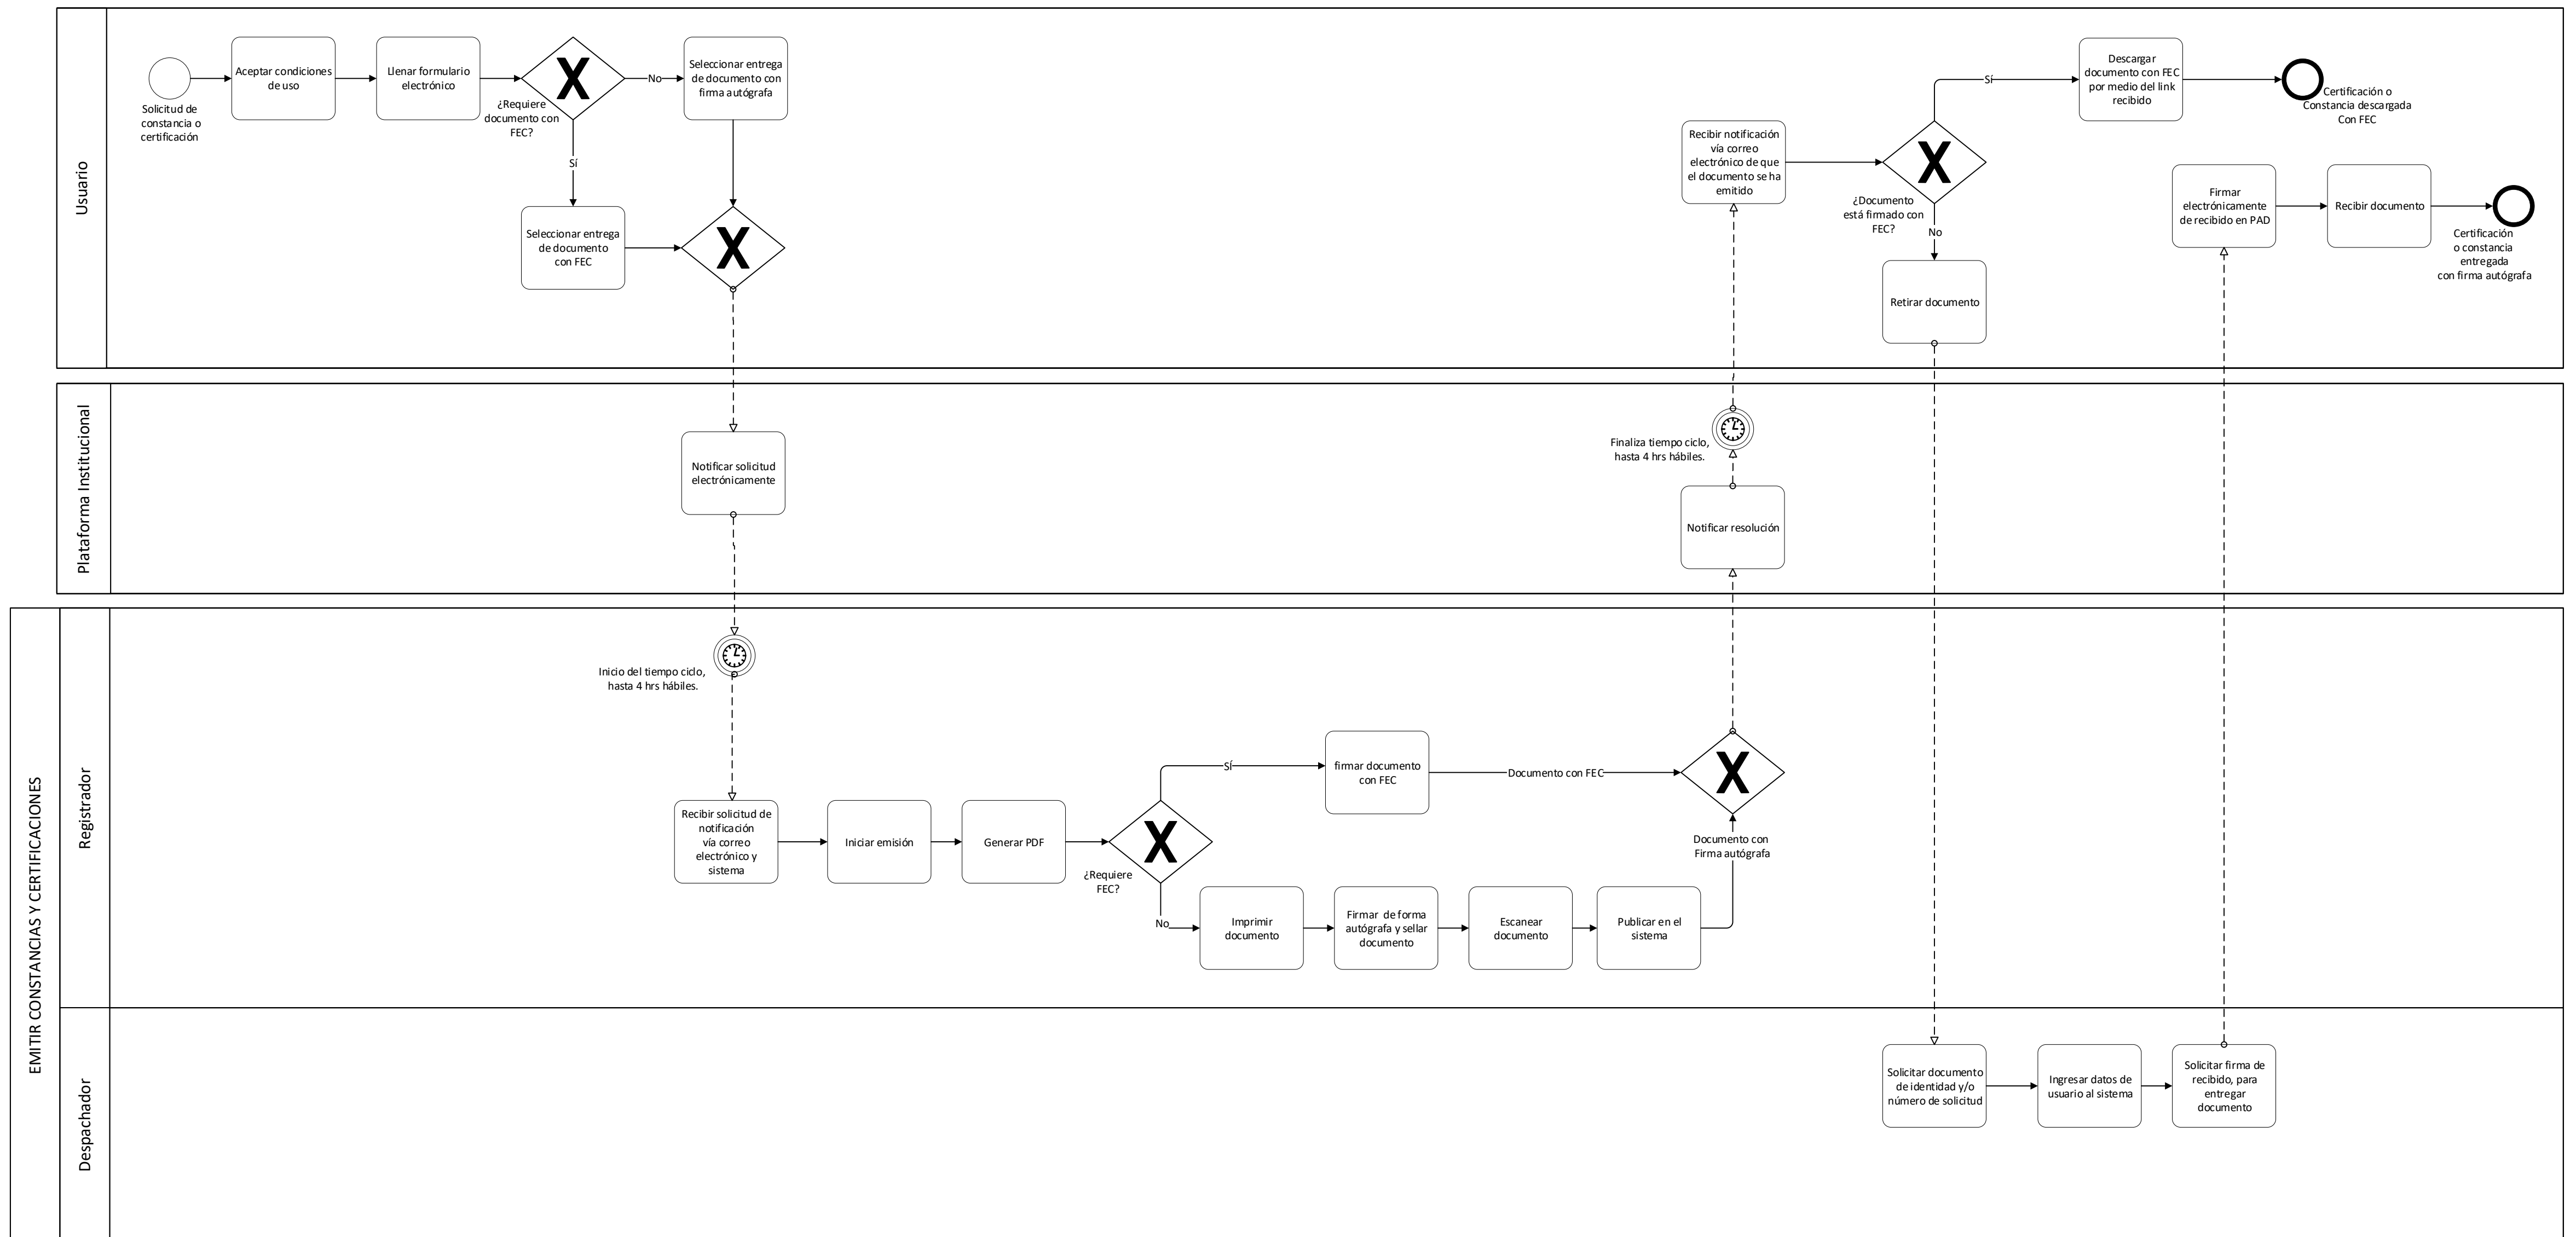 Usuario
Solicitud de
constancia o
certificación
Aceptar condiciones
de uso
Llenar formulario
electrónico
¿Requiere
documento con
FEC?
No
Seleccionar entrega
de documento con
firma autógrafa
Sí
Seleccionar entrega
de documento
con FEC
Recibir notificación
vía correo
electrónico de que
el documento se ha
emitido
¿Documento
está firmado con
FEC?
Sí
Descargar
documento con FEC
por medio del link
recibido
Certificación o
Constancia descargada
Con FEC
No
Retirar documento
Firmar
electrónicamente
de recibido en PAD
Recibir documento
Certificación
o constancia
entregada
con firma autógrafa
Plataforma Institucional
Notificar solicitud
electrónicamente
Finaliza tiempo ciclo,
hasta 4 hrs hábiles.
Notificar resolución
EMITIR CONSTANCIAS Y CERTIFICACIONES
Registrador
Inicio del tiempo ciclo,
hasta 4 hrs hábiles.
Recibir solicitud de
notificación
vía correo
electrónico y
sistema
Iniciar emisión
Generar PDF
¿Requiere
FEC?
Sí
firmar documento
con FEC
Documento con FEC
No
Imprimir
documento
Firmar de forma
autógrafa y sellar
documento
Escanear
documento
Publicar en el
sistema
Documento con
Firma autógrafa
Despachador
Solicitar documento
de identidad y/o
número de solicitud
Ingresar datos de
usuario al sistema
Solicitar firma de
recibido, para
entregar
documento